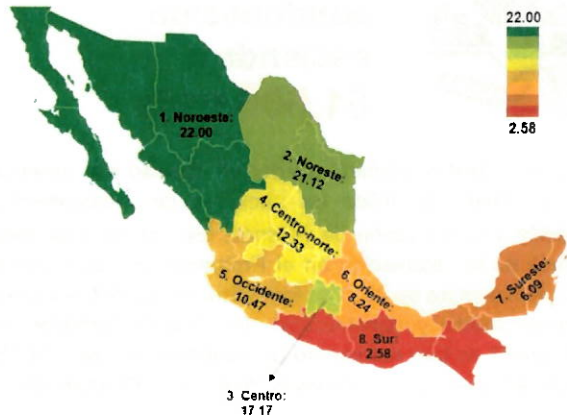 22.00
2.58
1. Noroeste:
22.00
2. Noreste:
21.12
4. Centro-norte:
12.33
5. Occidente:
10.47
6. Oriente:
8.24
7. Sureste:
6.09
8. Sur:
2.58
3 Centro:
17 17